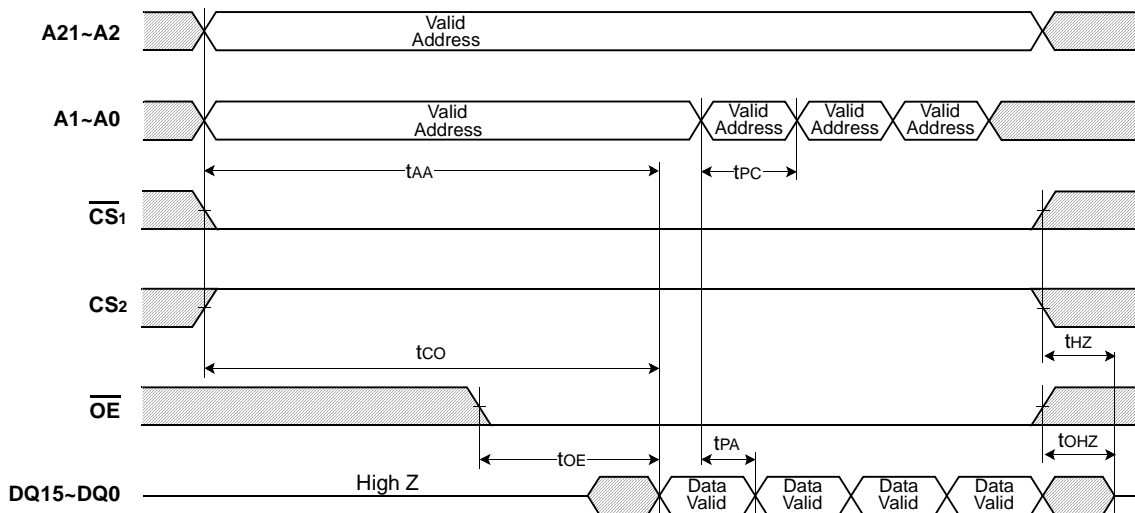 A21~A2
Valid
Address
A1~A0
Valid
Address
Valid
Address
Valid
Address
Valid
Address
tAA
tPC
CS1
CS2
tCO
tHZ
OE
tOE
tPA
tOHZ
DQ15~DQ0
High Z
Data
Valid
Data
Valid
Data
Valid
Data
Valid